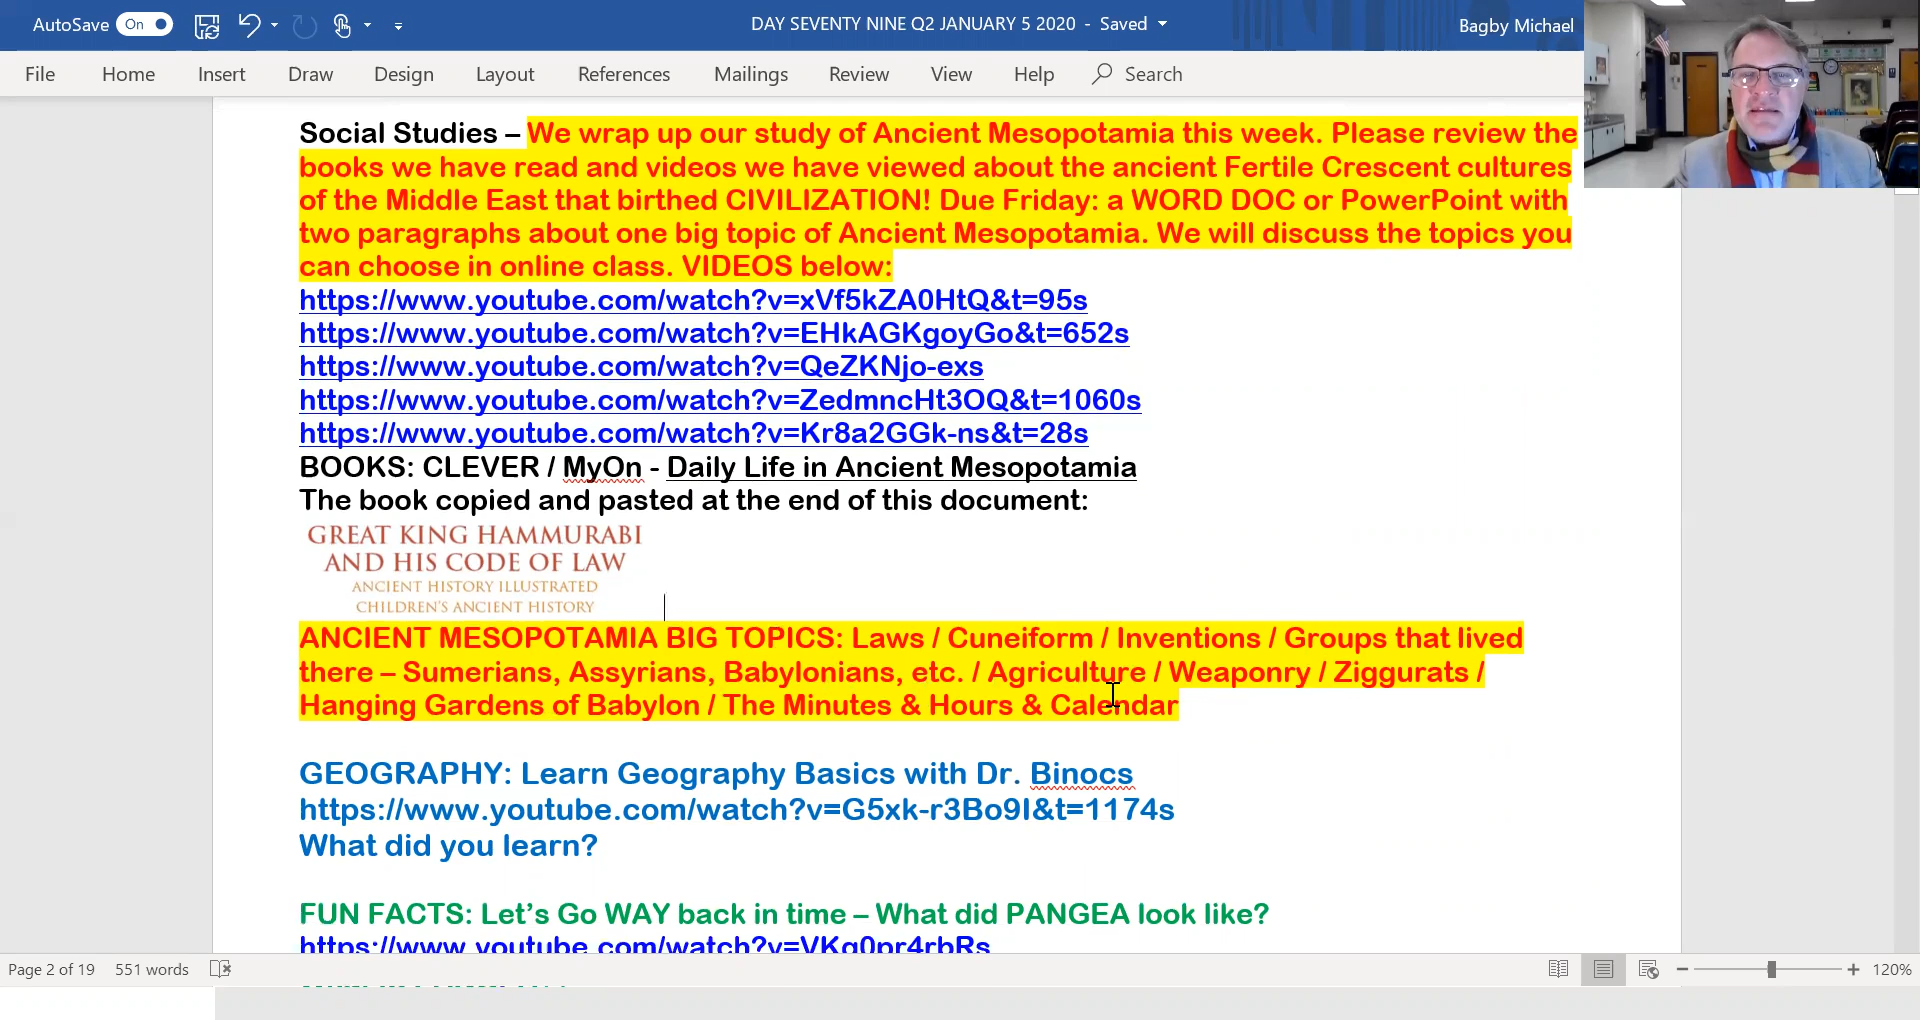 AutoSave On DAY SEVENTY NINE Q2 JANUARY 5 2020 - Saved Bagby Michael
File Home Insert Draw Design Layout References Mailings Review View Help Search
Social Studies – We wrap up our study of Ancient Mesopotamia this week. Please review the
books we have read and videos we have viewed about the ancient Fertile Crescent cultures
of the Middle East that birthed CIVILIZATION! Due Friday: a WORD DOC or PowerPoint with
two paragraphs about one big topic of Ancient Mesopotamia. We will discuss the topics you
can choose in online class. VIDEOS below:
https://www.youtube.com/watch?v=xVf5kZA0HtQ&t=95s
https://www.youtube.com/watch?v=EHkAGKgoyGo&t=652s
https://www.youtube.com/watch?v=QeZKNjo-exs
https://www.youtube.com/watch?v=ZedmncHt3OQ&t=1060s
https://www.youtube.com/watch?v=Kr8a2GGk-ns&t=28s
BOOKS: CLEVER / MyOn - Daily Life in Ancient Mesopotamia
The book copied and pasted at the end of this document:
GREAT KING HAMMURABI
AND HIS CODE OF LAW
ANCIENT HISTORY ILLUSTRATED
CHILDREN'S ANCIENT HISTORY
ANCIENT MESOPOTAMIA BIG TOPICS: Laws / Cuneiform / Inventions / Groups that lived
there – Sumerians, Assyrians, Babylonians, etc. / Agriculture / Weaponry / Ziggurats /
Hanging Gardens of Babylon / The Minutes & Hours & Calendar
GEOGRAPHY: Learn Geography Basics with Dr. Binocs
https://www.youtube.com/watch?v=G5xk-r3Bo9I&t=1174s
What did you learn?
FUN FACTS: Let's Go WAY back in time – What did PANGEA look like?
https://www.youtube.com/watch?v=VKg0pr4rbRs
Page 2 of 19 551 words 120%